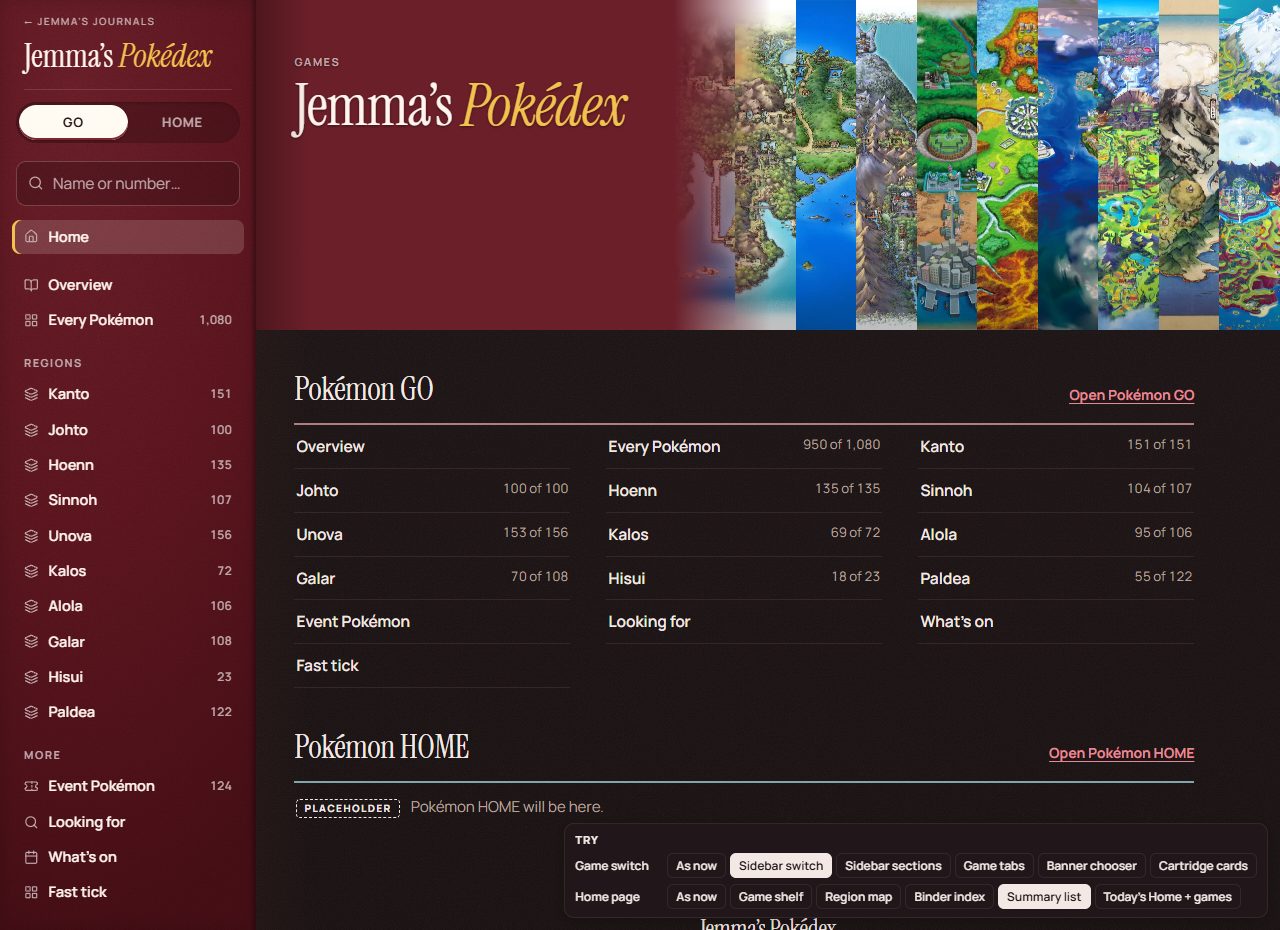 ← JEMMA'S JOURNALS
Jemma's Pokédex
GO HOME
Name or number...
Home
Overview
Every Pokémon 1,080
REGIONS
Kanto 151
Johto 100
Hoenn 135
Sinnoh 107
Unova 156
Kalos 72
Alola 106
Galar 108
Hisui 23
Paldea 122
MORE
Event Pokémon 124
Looking for
What's on
Fast tick
GAMES
Jemma's Pokédex
Pokémon GO
Open Pokémon GO
Overview
Every Pokémon 950 of 1,080
Kanto 151 of 151
Johto 100 of 100
Hoenn 135 of 135
Sinnoh 104 of 107
Unova 153 of 156
Kalos 69 of 72
Alola 95 of 106
Galar 70 of 108
Hisui 18 of 23
Paldea 55 of 122
Event Pokémon
Looking for
What's on
Fast tick
Pokémon HOME
Open Pokémon HOME
PLACEHOLDER Pokémon HOME will be here.
TRY
Game switch As now Sidebar switch Sidebar sections Game tabs Banner chooser Cartridge cards
Home page As now Game shelf Region map Binder index Summary list Today's Home + games
Jemma's Pokédex